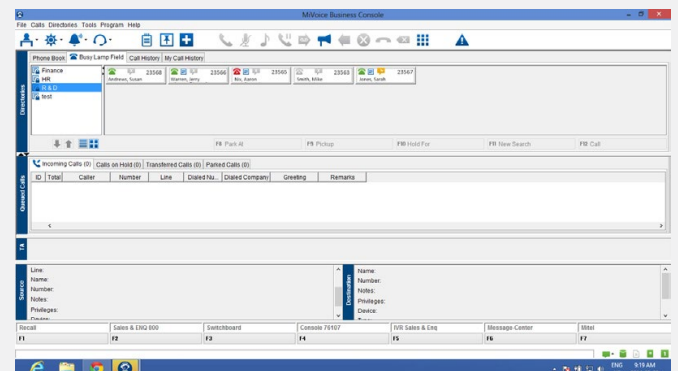 MiVoice Business Console
File Calls Directories Tools Program Help
Phone Book Busy Lamp Field Call History My Call History
Directories
Finance
HR
R & D
test
23568
Andrews, Susan
23566
Warren, Jerry
23565
Aaron
23563
Smith, Mike
23567
Jones, Sarah
F8 Park At F9 Pickup F10 Hold For F11 New Search F12 Call
Queued Calls
Incoming Calls (0) Calls on Hold (0) Transferred Calls (0) Parked Calls (0)
ID Total Caller Number Line Dialed Nu... Dialed Company Greeting Remarks
Source
Line:
Name:
Number:
Notes:
Privileges:
Device:
Destination
Name:
Number:
Notes:
Privileges:
Device:
Recall Sales & ENQ 800 Switchboard Console 76107 IVR Sales & Enq Message-Center Mitel
F1 F2 F3 F4 F5 F6 F7
ENG 9:19 AM